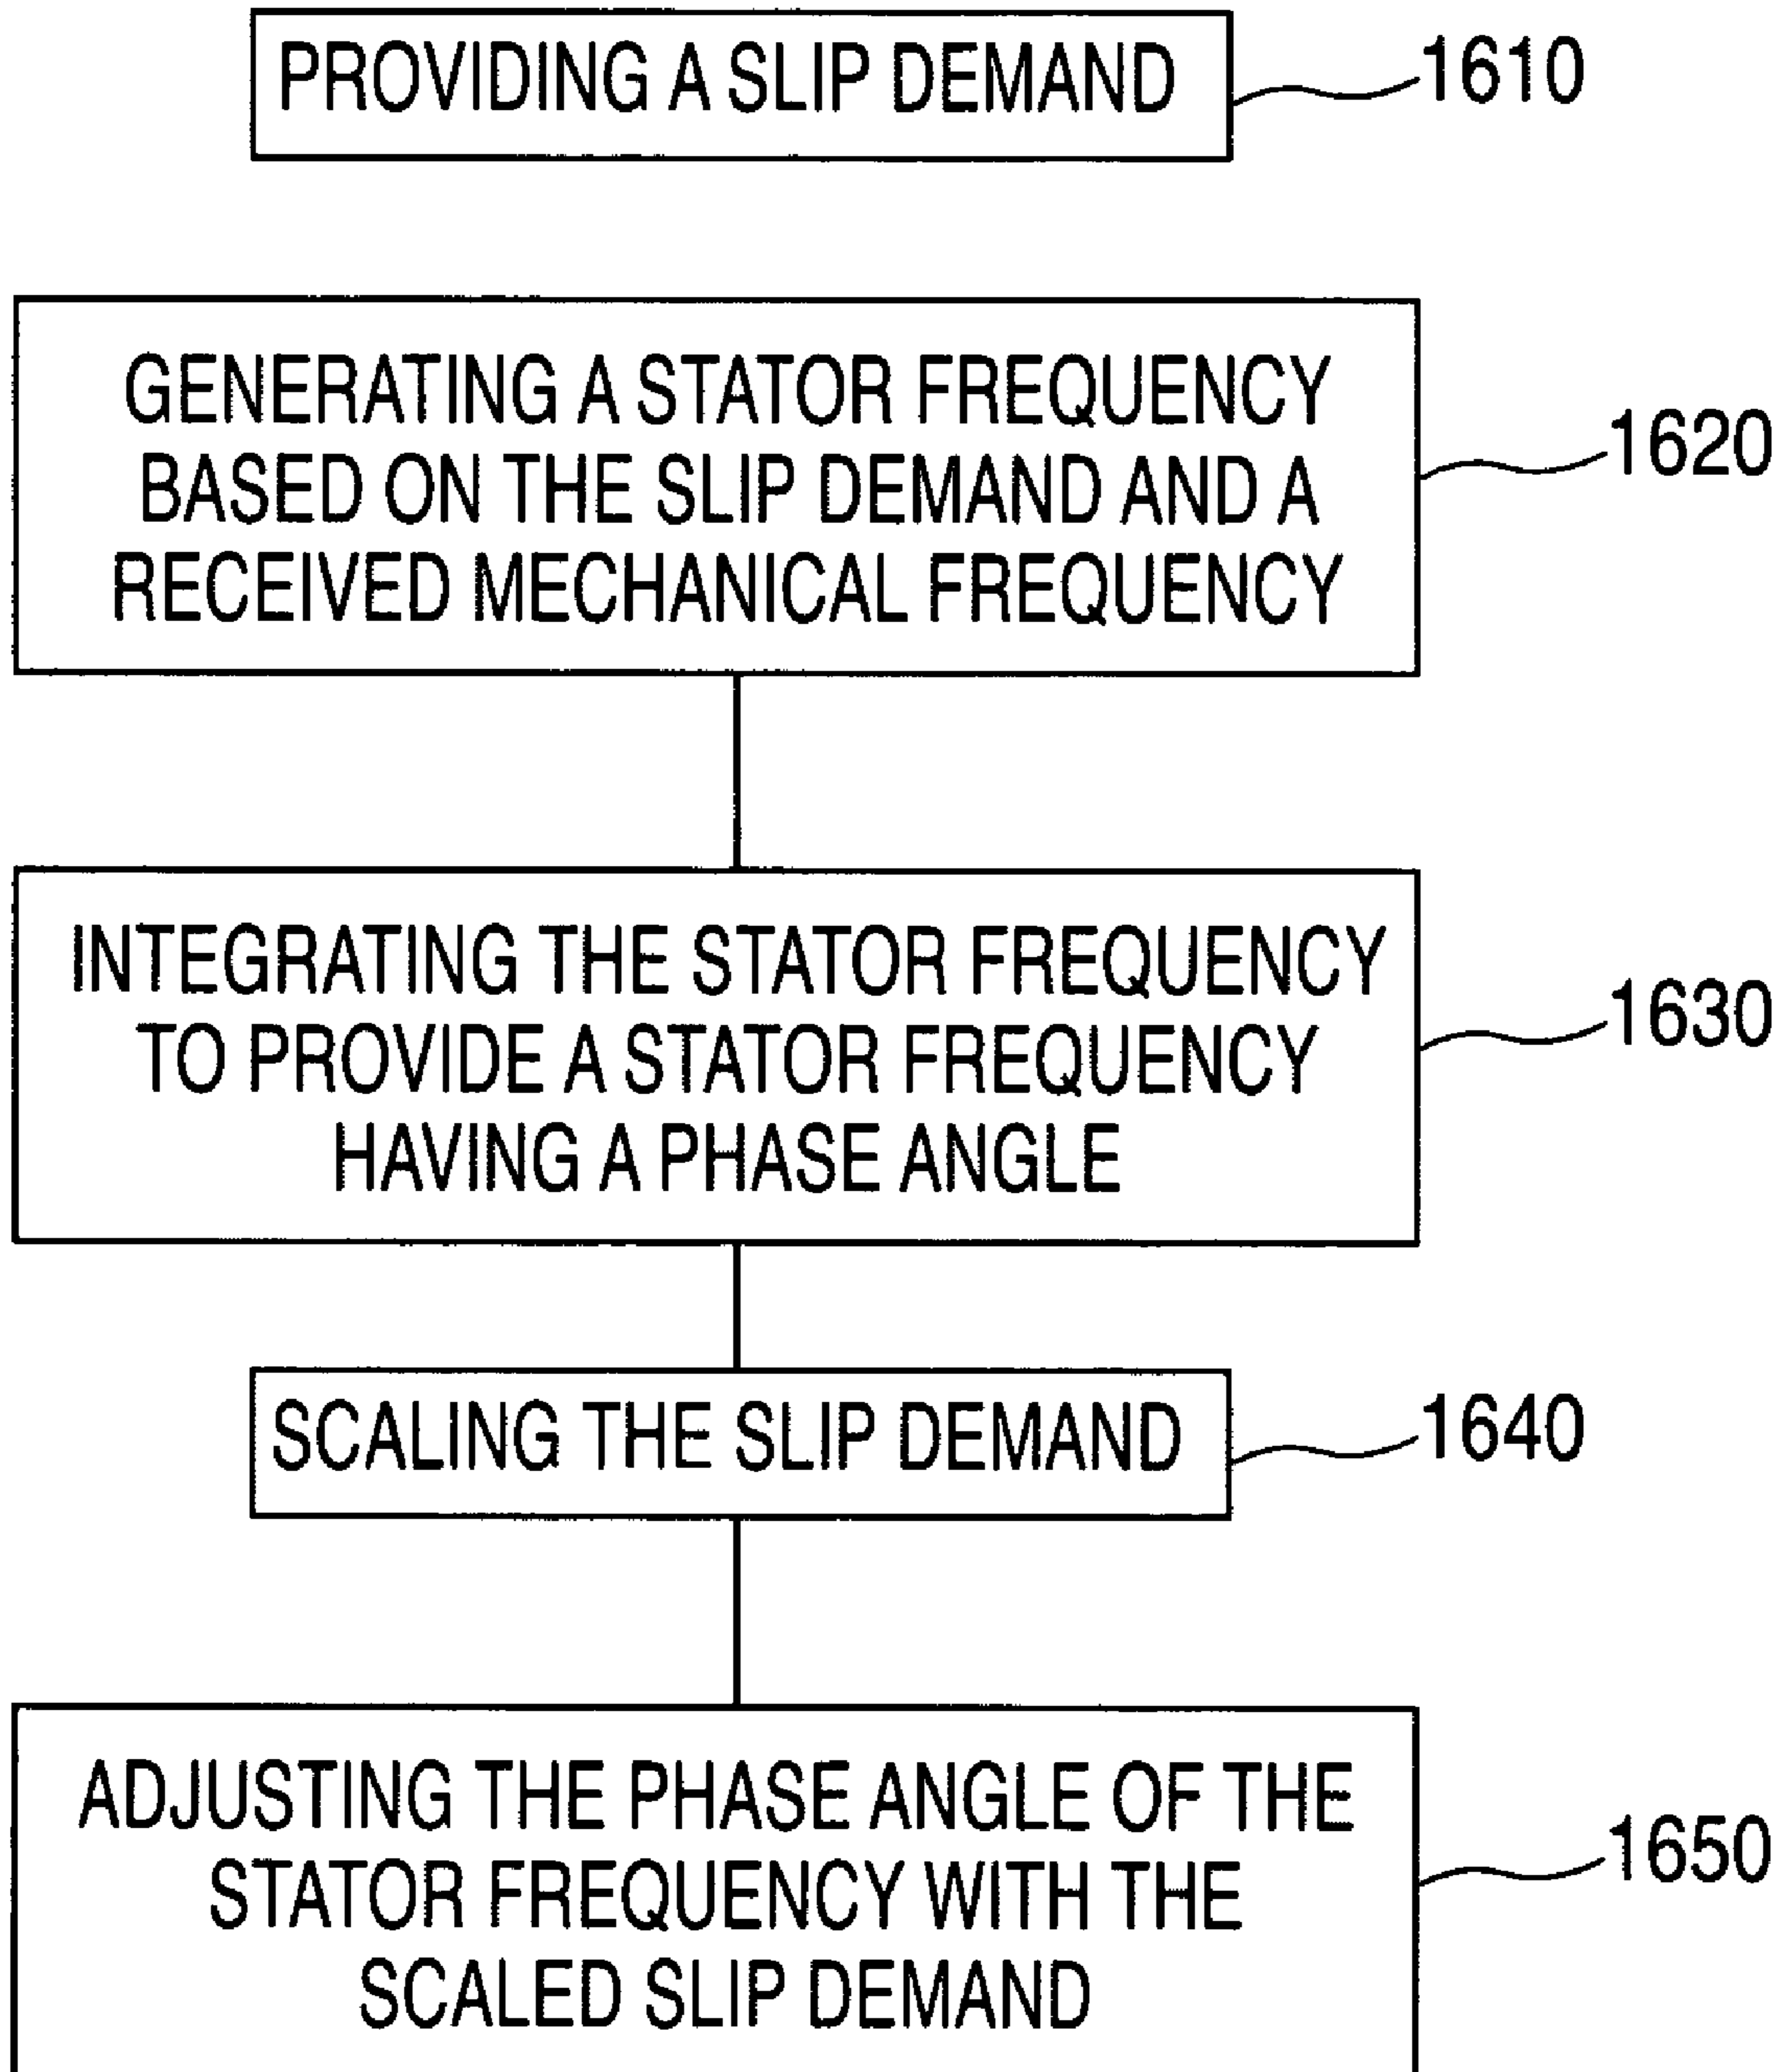 PROVIDING A SLIP DEMAND
1610
GENERATING A STATOR FREQUENCY
BASED ON THE SLIP DEMAND AND A
RECEIVED MECHANICAL FREQUENCY
1620
INTEGRATING THE STATOR FREQUENCY
TO PROVIDE A STATOR FREQUENCY
HAVING A PHASE ANGLE
1630
SCALING THE SLIP DEMAND
1640
ADJUSTING THE PHASE ANGLE OF THE
STATOR FREQUENCY WITH THE
SCALED SLIP DEMAND
1650